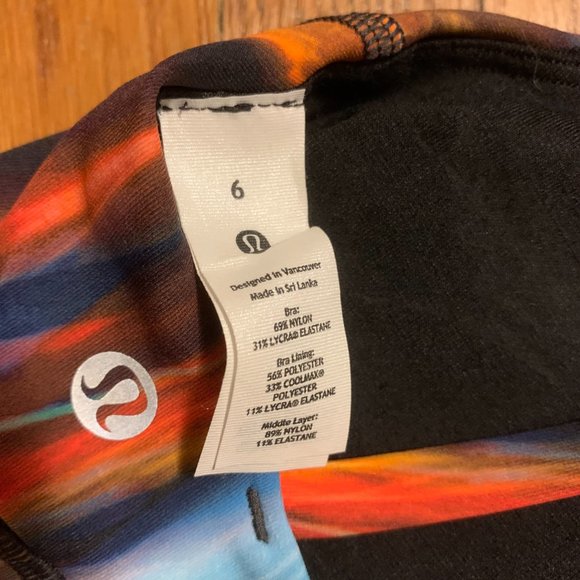 6
Designed in Vancouver
Made in Sri Lanka
Bra:
69% NYLON
31% LYCRA® ELASTANE
Bra Lining:
56% POLYESTER
33% COOLMAX®
POLYESTER
11% LYCRA® ELASTANE
Middle Layer:
89% NYLON
11% ELASTANE